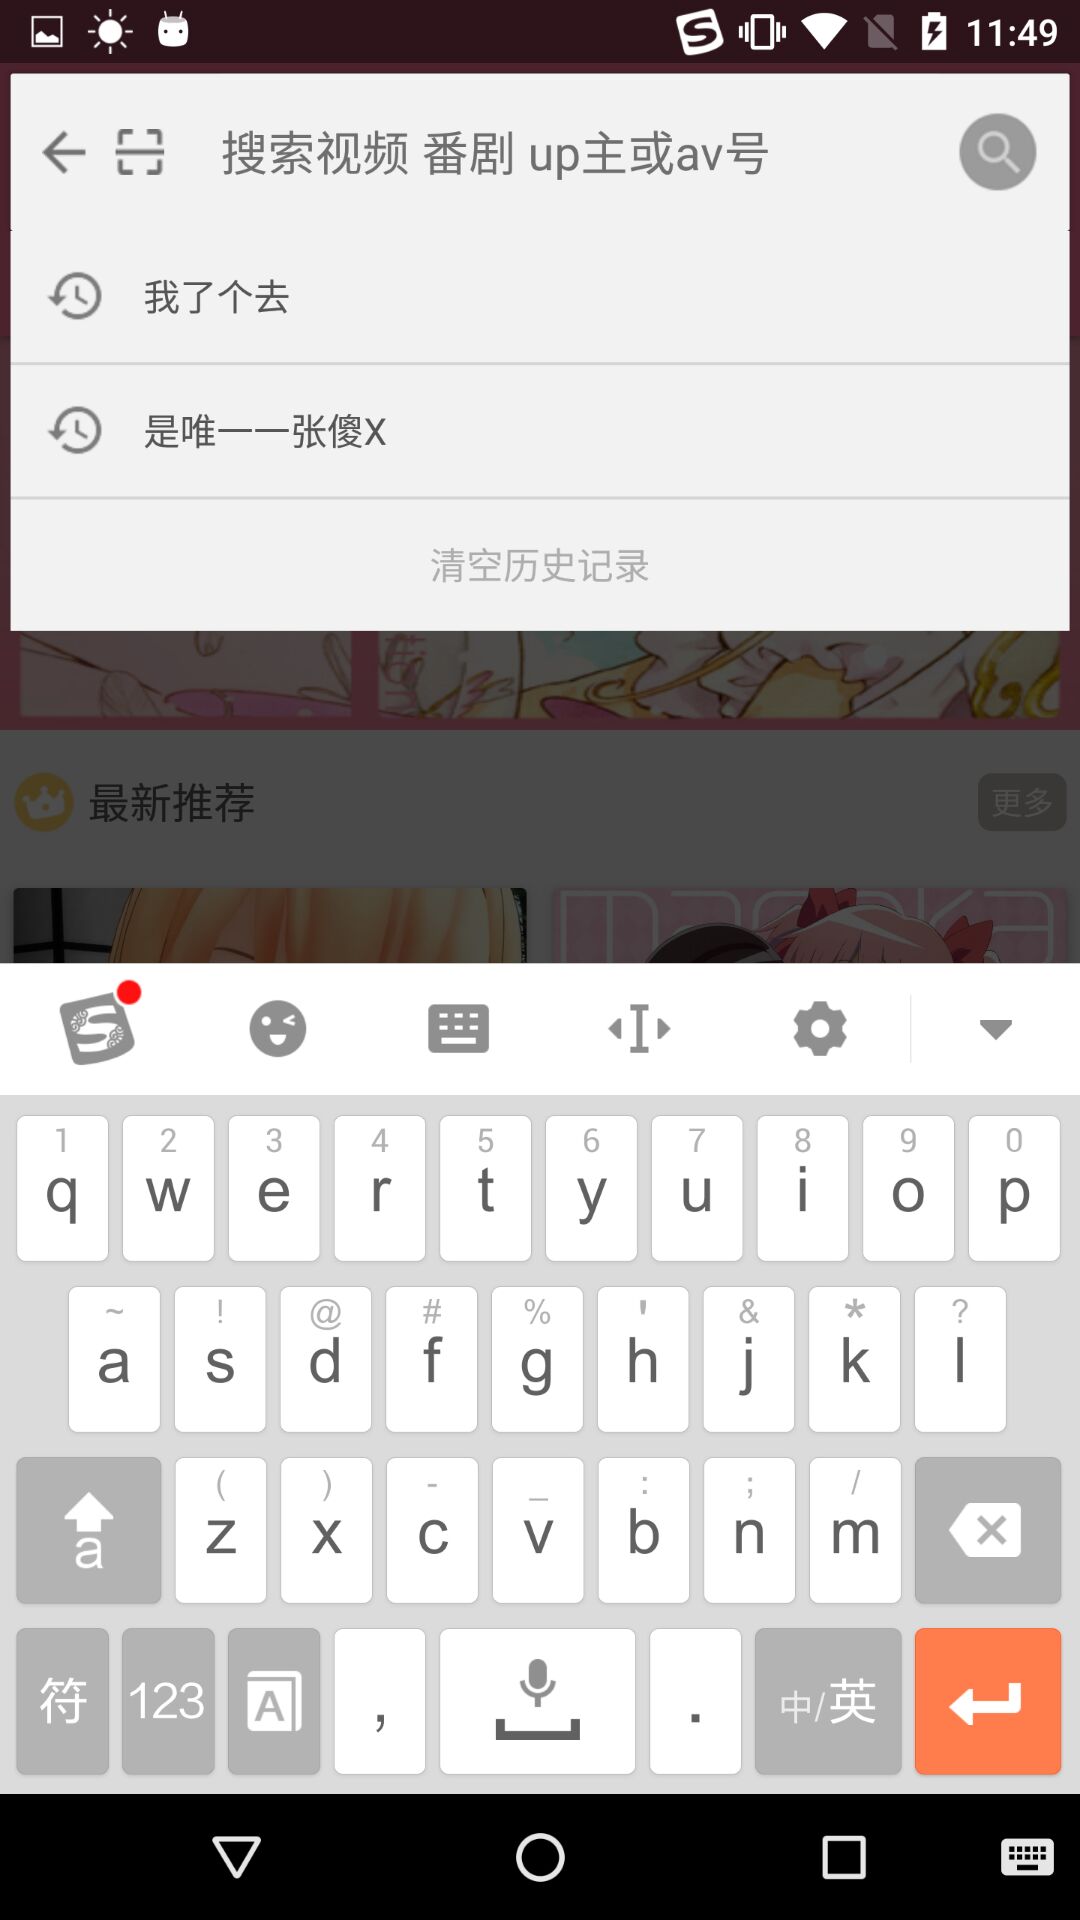 11:49
搜索视频 番剧 up主或av号
我了个去
是唯一一张傻X
清空历史记录
最新推荐
更多
1 2 3 4 5 6 7 8 9 0
q w e r t y u i o p
~ ! @ # % ' & * ?
a s d f g h j k l
( ) - _ : ; /
a z x c v b n m
符 123 A , . 中/英